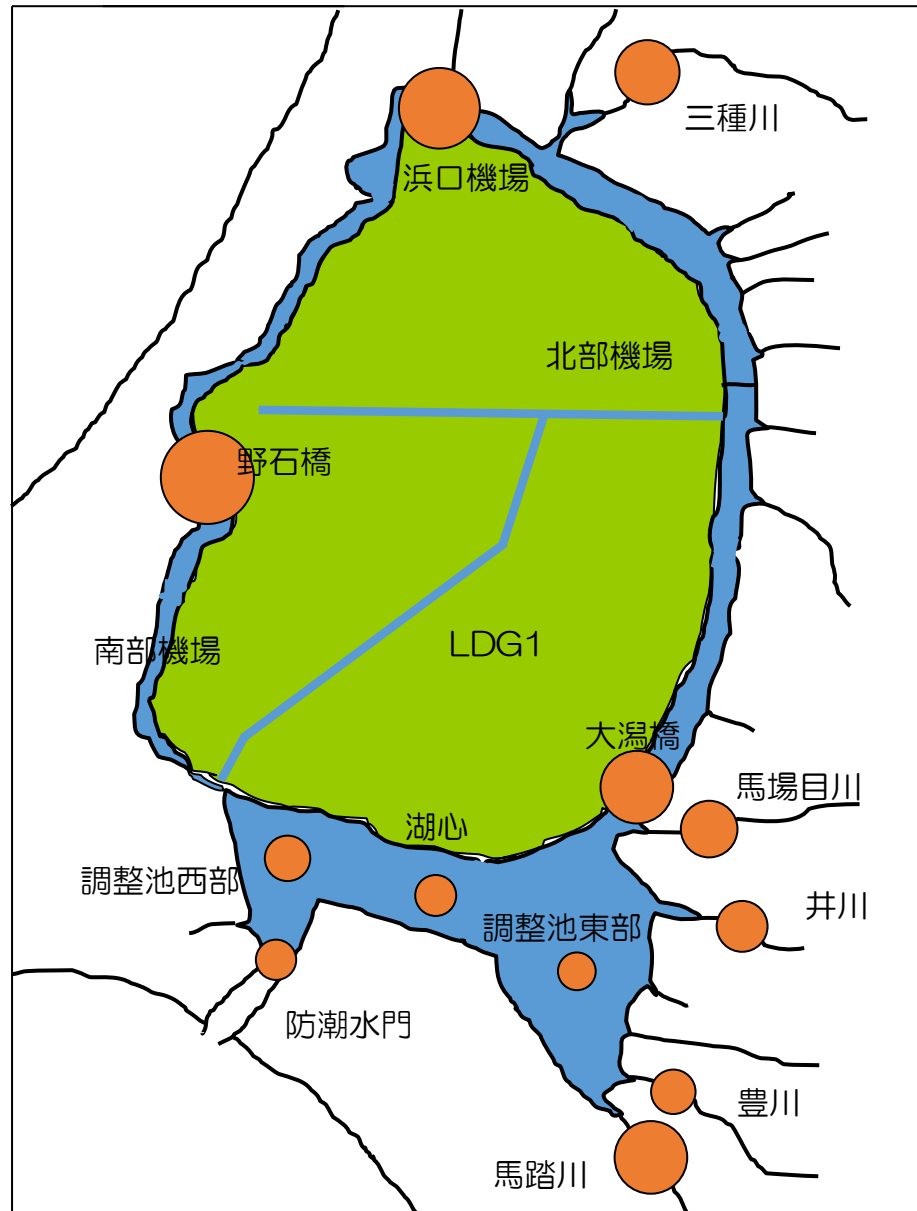 三種川
浜口機場
北部機場
野石橋
LDG1
南部機場
大潟橋
馬場目川
湖心
調整池西部
井川
調整池東部
防潮水門
豊川
馬踏川